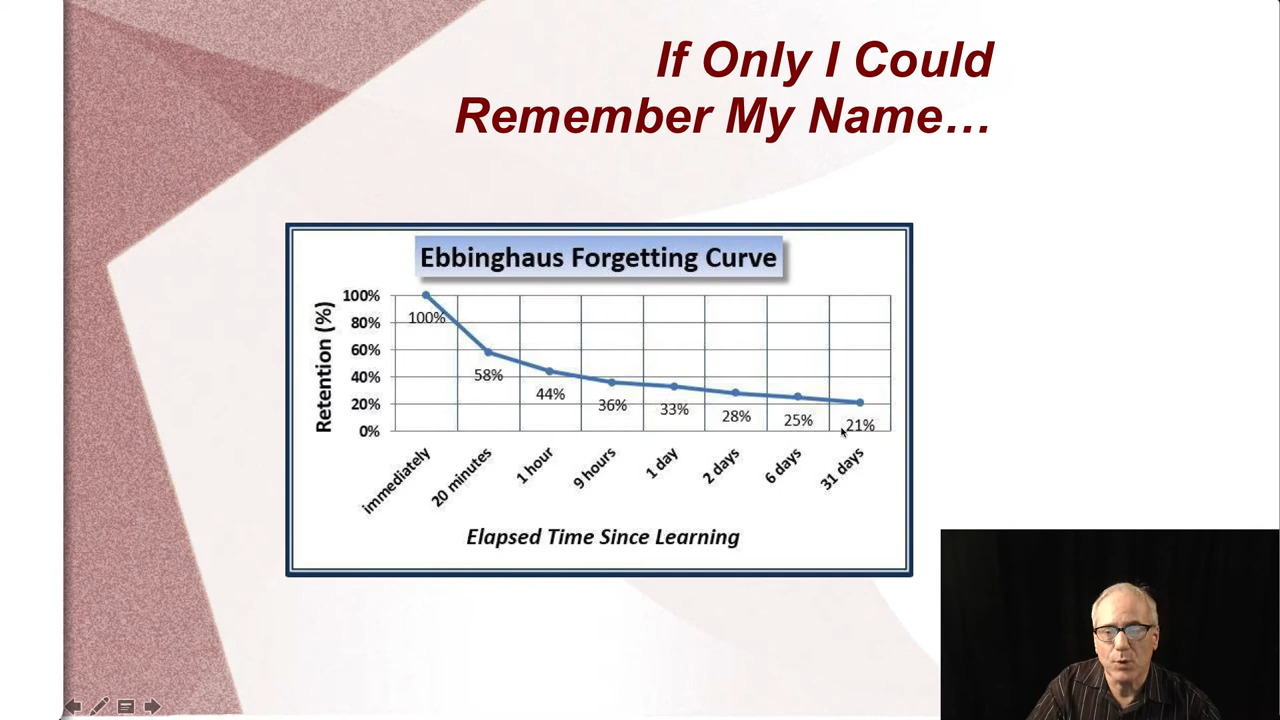 If Only I Could
Remember My Name…
Ebbinghaus Forgetting Curve
Retention (%)
100%
80%
60%
40%
20%
0%
100%
58%
44%
36%
33%
28%
25%
21%
immediately
20 minutes
1 hour
9 hours
1 day
2 days
6 days
31 days
Elapsed Time Since Learning